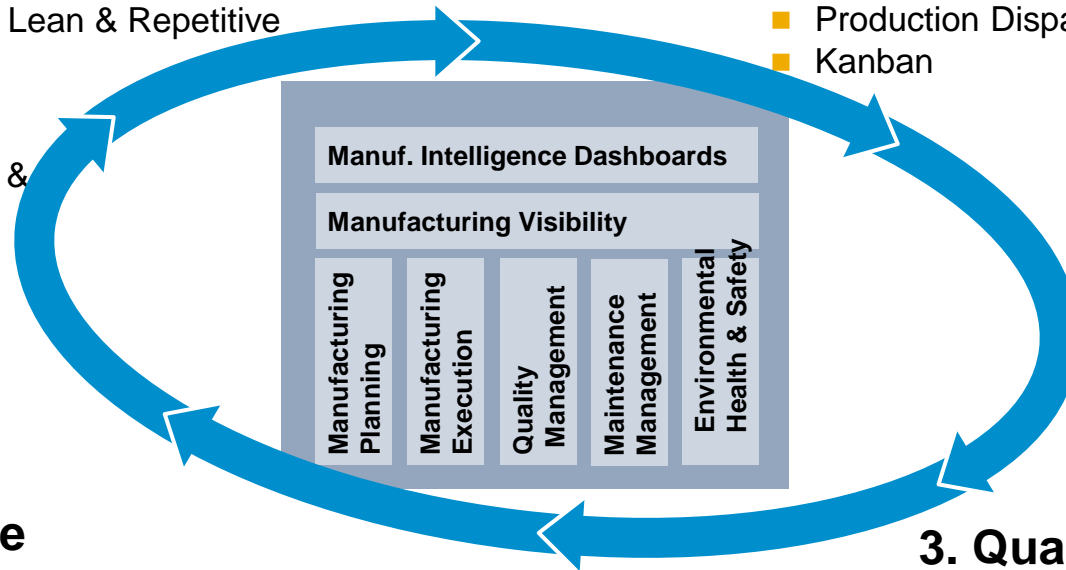 Lean & Repetitive
Production Dispa
Kanban
&
Manuf. Intelligence Dashboards
Manufacturing Visibility
Manufacturing
Planning
Manufacturing
Execution
Quality
Management
Maintenance
Management
Environmental
Health & Safety
e
3. Qua